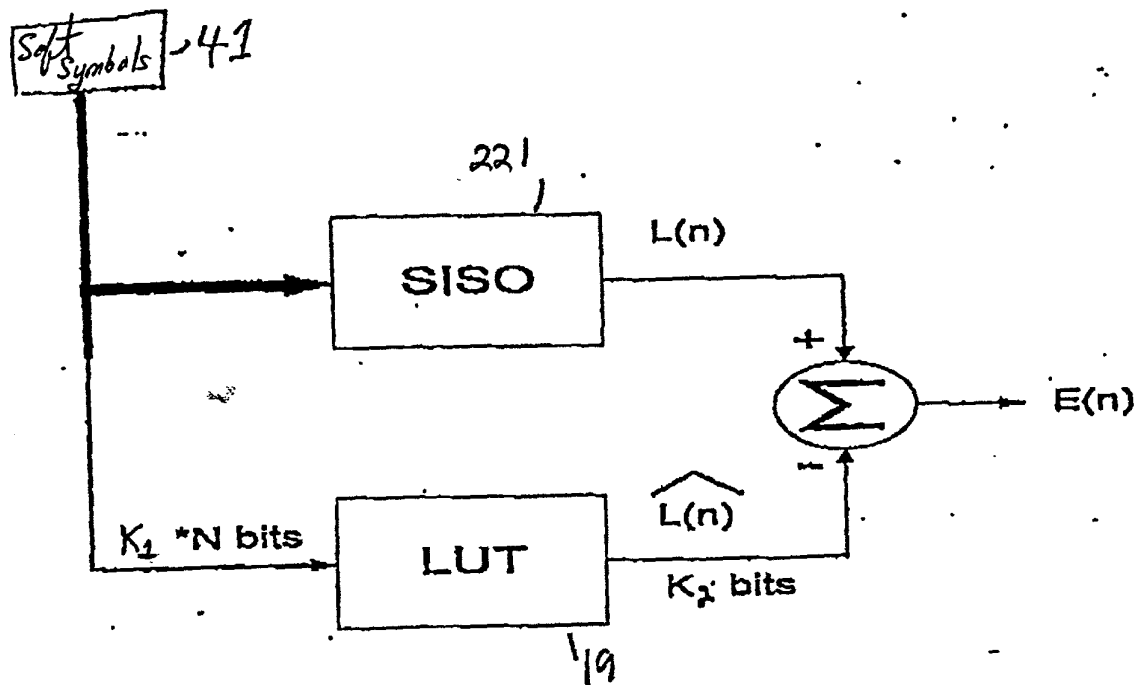 Soft
Symbols
41
221
SISO
L(n)
+
Σ
E(n)
−
K1 *N bits
LUT
L(n)
K2 bits
19